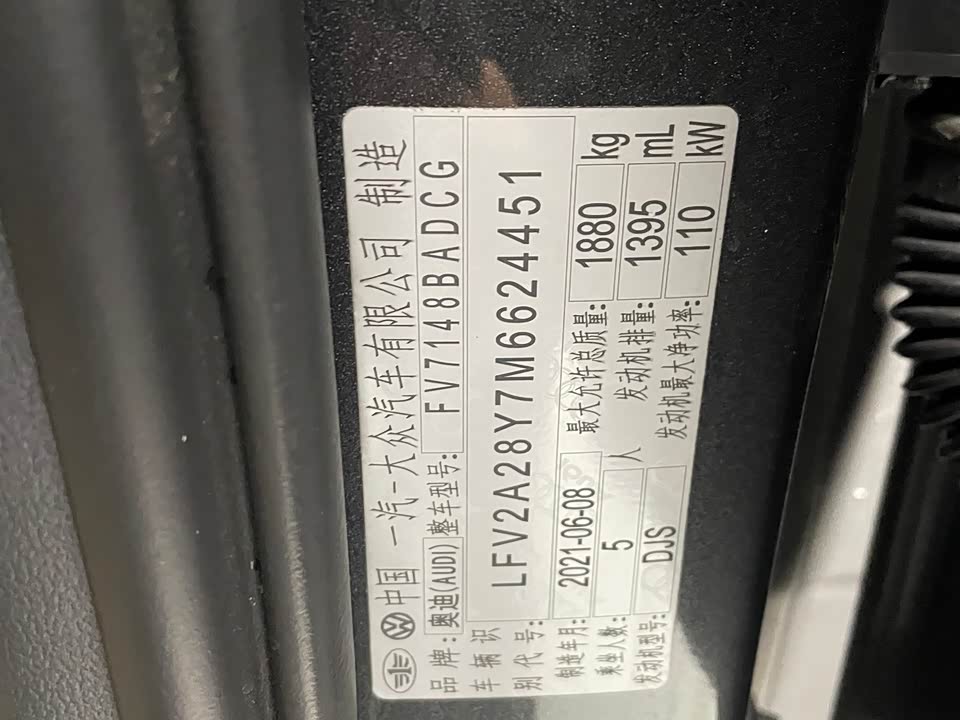 中国 一汽-大众汽车有限公司 制造
品牌:奥迪(AUDI) 整车型号: FV7148BADCG
车辆识别代号: LFV2A28Y7M6624451
制造年月: 2021-06-08 最大允许总质量: 1880 kg
乘坐人数: 5 人 发动机排量: 1395 mL
发动机型号: DJS 发动机最大净功率: 110 kW